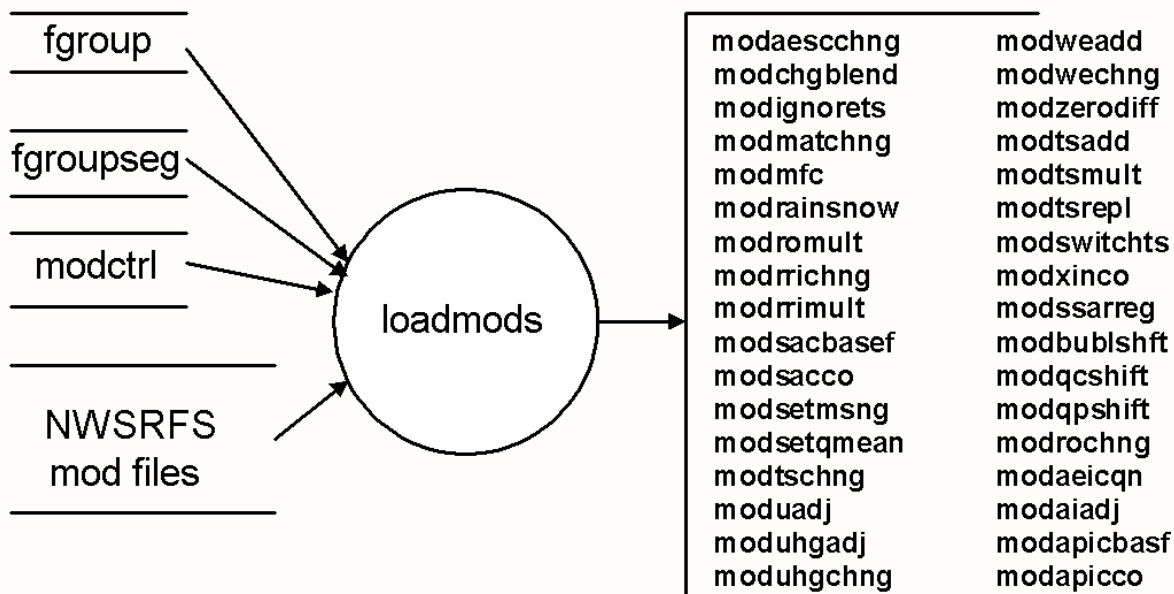 fgroup
fgroupseg
modctrl
NWSRFS
mod files
loadmods
modaescchng
modchgblend
modignorets
modmatchng
modmfc
modrainsnow
modromult
modrrichng
modrrimult
modsacbasef
modsacco
modsetmsng
modsetqmean
modtschng
moduadj
moduhgadj
moduhgchng
modweadd
modwechng
modzerodiff
modtsadd
modtsmult
modtsrepl
modswitchts
modxinco
modssarreg
modbublshft
modqcshift
modqpshift
modrochng
modaeicqn
modaiadj
modapicbasf
modapicco